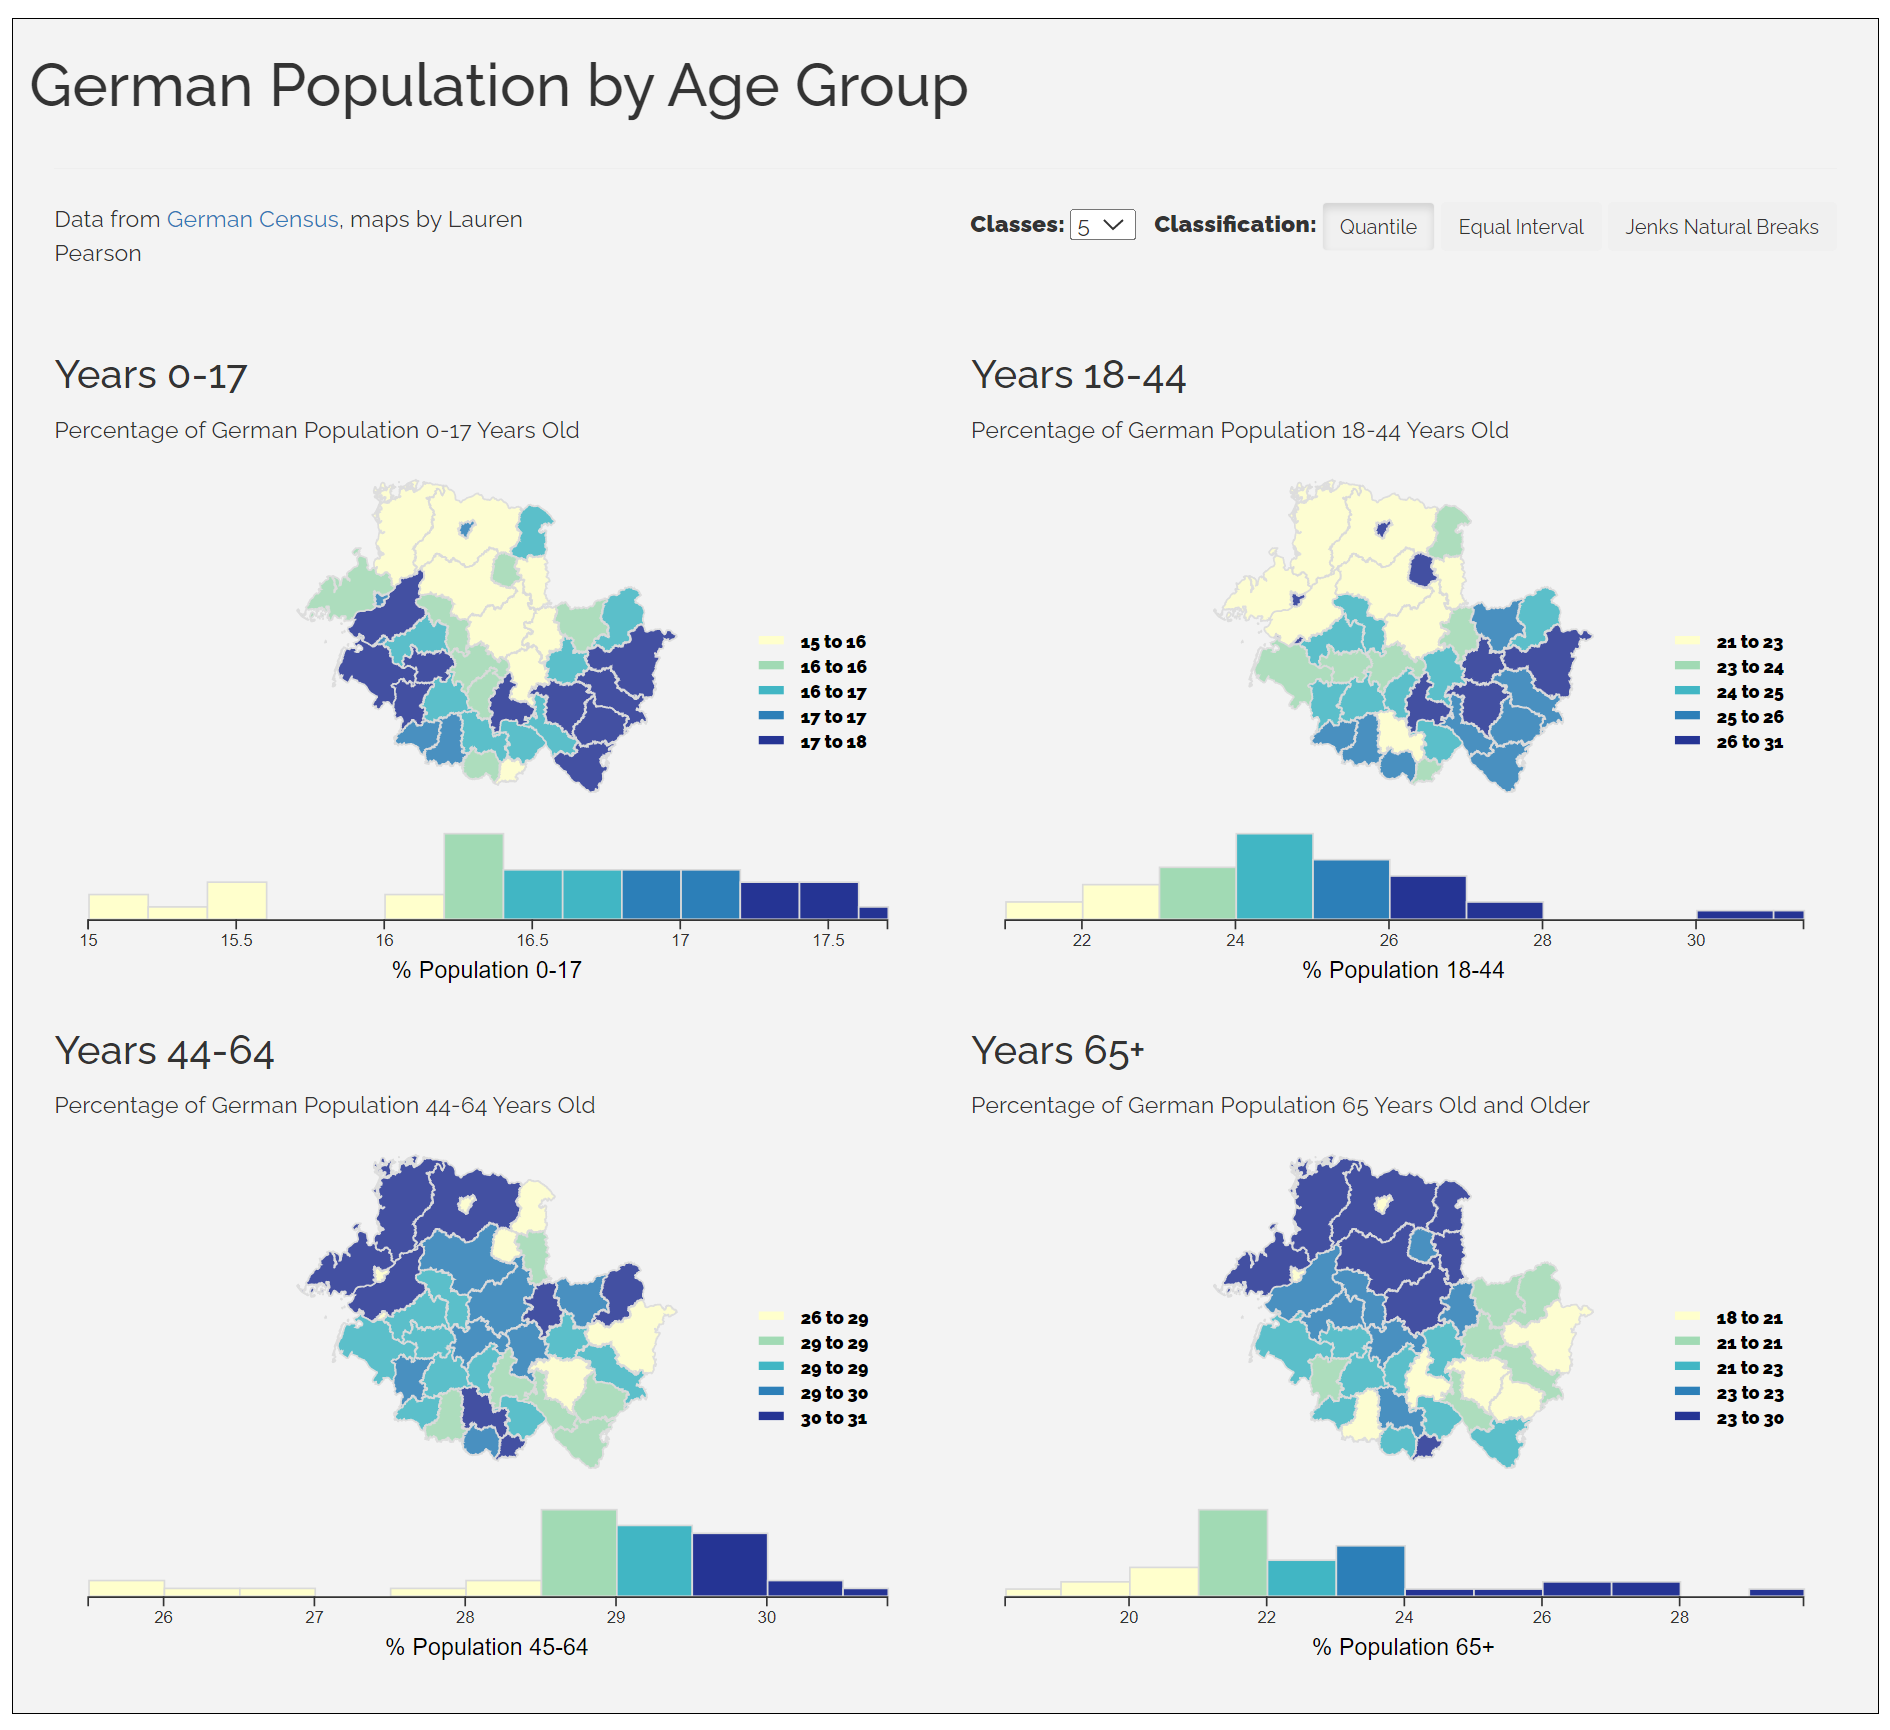 German Population by Age Group
Data from German Census, maps by Lauren
Pearson
Classes: 5 Classification: Quantile Equal Interval Jenks Natural Breaks
Years 0-17
Percentage of German Population 0-17 Years Old
15 to 16
16 to 16
16 to 17
17 to 17
17 to 18
15 15.5 16 16.5 17 17.5
% Population 0-17
Years 18-44
Percentage of German Population 18-44 Years Old
21 to 23
23 to 24
24 to 25
25 to 26
26 to 31
22 24 26 28 30
% Population 18-44
Years 44-64
Percentage of German Population 44-64 Years Old
26 to 29
29 to 29
29 to 29
29 to 30
30 to 31
26 27 28 29 30
% Population 45-64
Years 65+
Percentage of German Population 65 Years Old and Older
18 to 21
21 to 21
21 to 23
23 to 23
23 to 30
20 22 24 26 28
% Population 65+